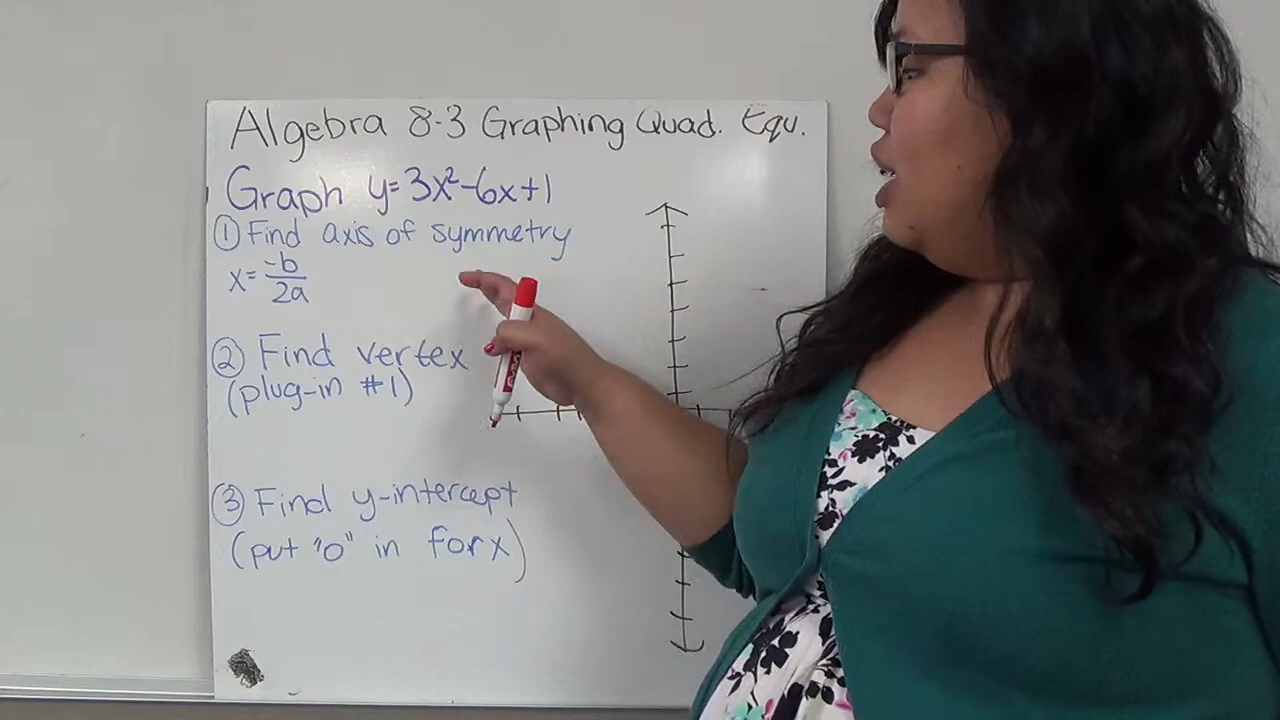 Algebra 8-3 Graphing Quad. Equ.
Graph y=3x²-6x+1
① Find axis of symmetry
x= -b/2a
② Find vertex
(plug-in #1)
③ Find y-intercept
(put "0" in for x)